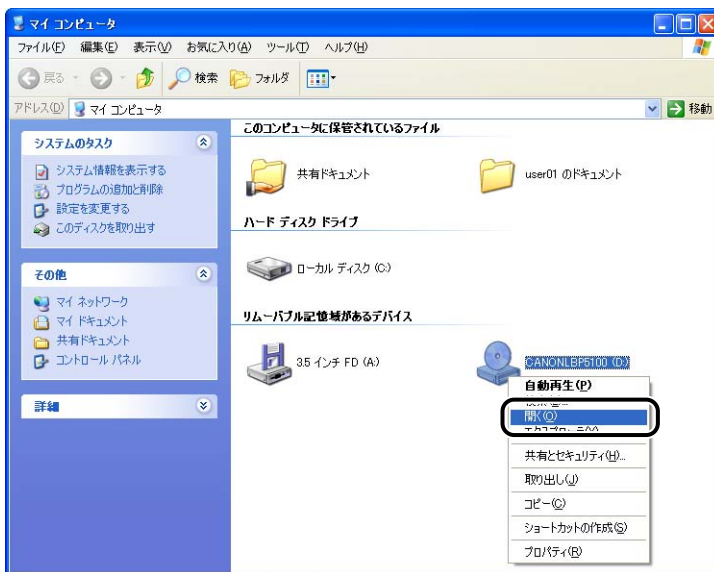 マイ コンピュータ
ファイル(F) 編集(E) 表示(V) お気に入り(A) ツール(T) ヘルプ(H)
戻る 検索 フォルダ
アドレス(D) マイ コンピュータ 移動
システムのタスク
システム情報を表示する
プログラムの追加と削除
設定を変更する
このディスクを取り出す
その他
マイ ネットワーク
マイ ドキュメント
共有ドキュメント
コントロール パネル
詳細
このコンピュータに保管されているファイル
共有ドキュメント user01 のドキュメント
ハード ディスク ドライブ
ローカル ディスク (C:)
リムーバブル記憶域があるデバイス
3.5 インチ FD (A:) CANONLBP5100 (D:)
自動再生(P)
開く(O)
共有とセキュリティ(H)...
取り出し(J)
コピー(C)
ショートカットの作成(S)
プロパティ(R)